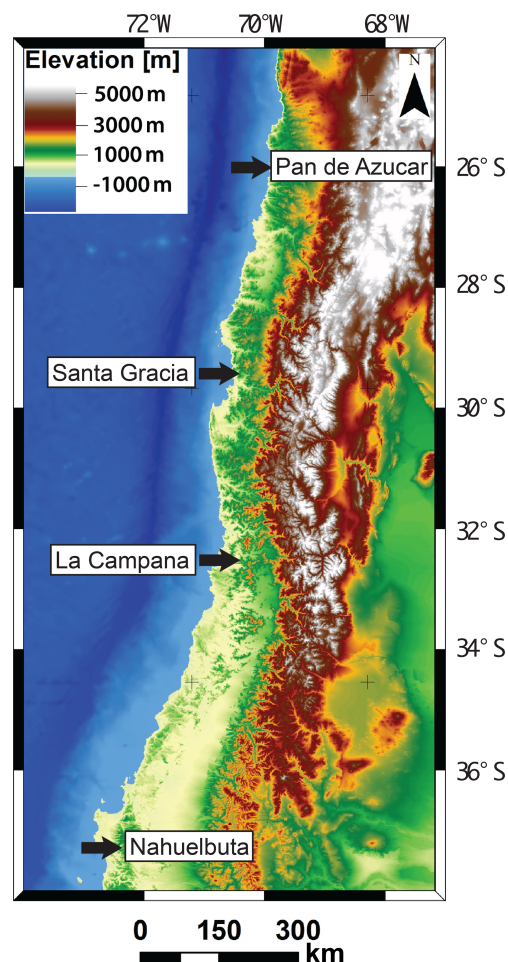 72°W 70°W 68°W
Elevation [m]
5000 m
3000 m
1000 m
-1000 m
N
Pan de Azucar
26° S
28° S
Santa Gracia
30° S
32° S
La Campana
34° S
36° S
Nahuelbuta
0 150 300
km